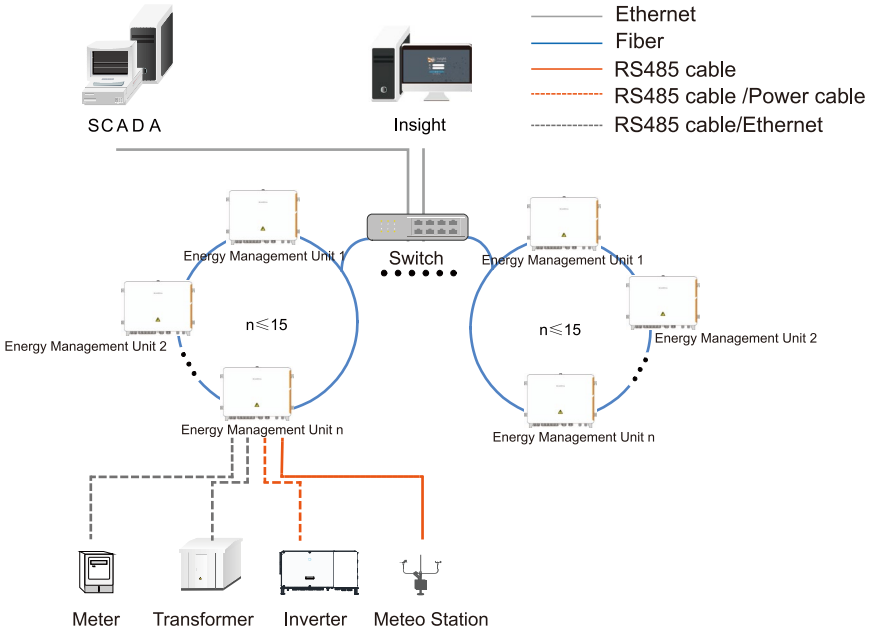 Ethernet
Fiber
RS485 cable
RS485 cable /Power cable
RS485 cable/Ethernet
SCADA
Insight
Switch
Energy Management Unit 1
Energy Management Unit 2
n≤15
Energy Management Unit n
Energy Management Unit 1
Energy Management Unit 2
n≤15
Energy Management Unit n
Meter
Transformer
Inverter
Meteo Station